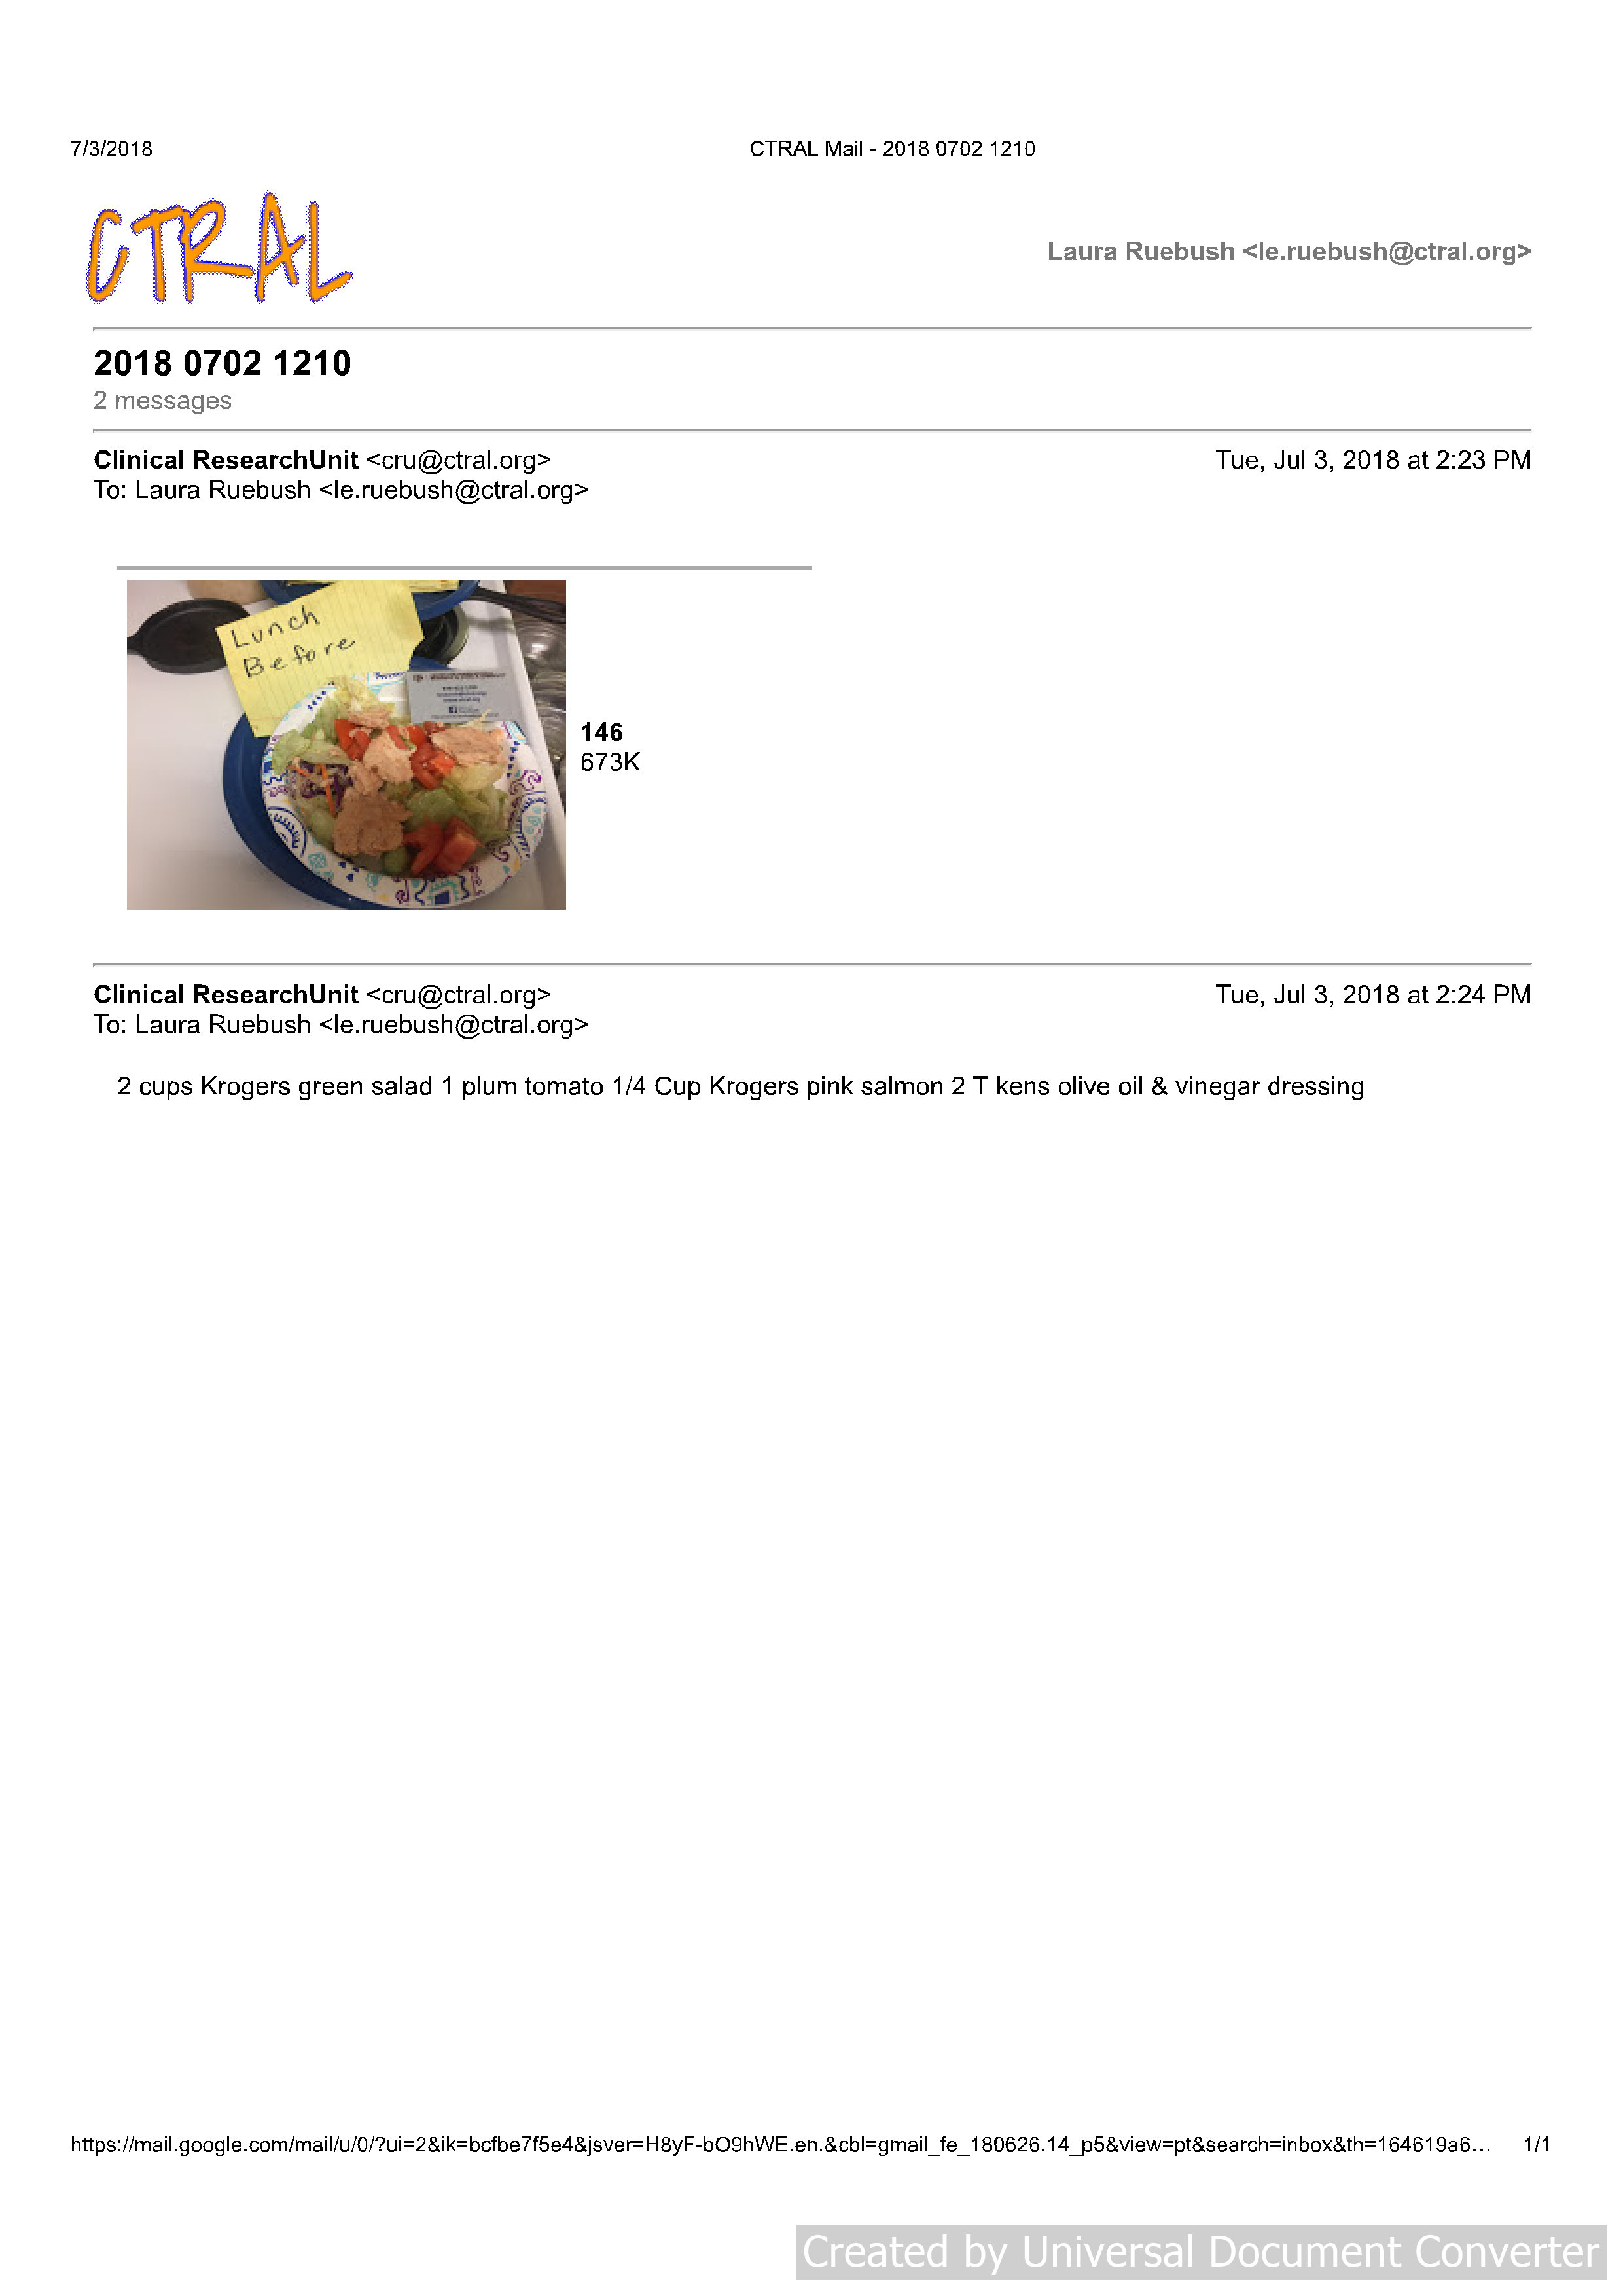 7/3/2018
CTRAL Mail - 2018 0702 1210
CTRAL
Laura Ruebush <le.ruebush@ctral.org>
2018 0702 1210
2 messages
Clinical ResearchUnit <cru@ctral.org>
Tue, Jul 3, 2018 at 2:23 PM
To: Laura Ruebush <le.ruebush@ctral.org>
Lunch
Before
146
673K
Clinical ResearchUnit <cru@ctral.org>
Tue, Jul 3, 2018 at 2:24 PM
To: Laura Ruebush <le.ruebush@ctral.org>
2 cups Krogers green salad 1 plum tomato 1/4 Cup Krogers pink salmon 2 T kens olive oil & vinegar dressing
https://mail.google.com/mail/u/0/?ui=2&ik=bcfbe7f5e4&jsver=H8yF-bO9hWE.en.&cbl=gmail_fe_180626.14_p5&view=pt&search=inbox&th=164619a6...
1/1
Created by Universal Document Converter